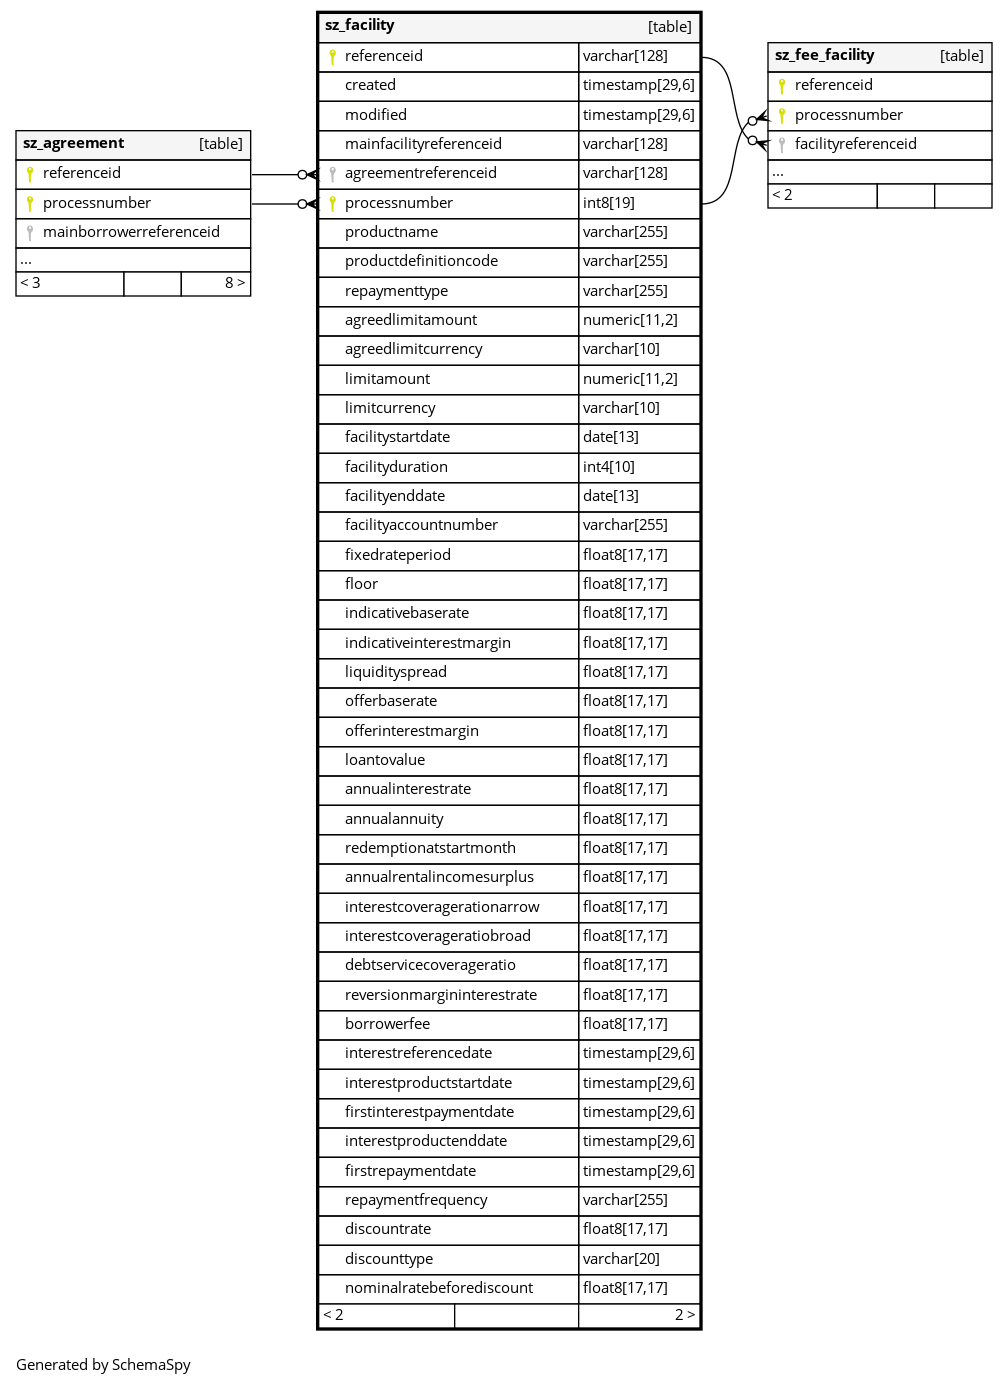 sz_facility [table]
referenceid varchar[128]
created timestamp[29,6]
modified timestamp[29,6]
mainfacilityreferenceid varchar[128]
agreementreferenceid varchar[128]
processnumber int8[19]
productname varchar[255]
productdefinitioncode varchar[255]
repaymenttype varchar[255]
agreedlimitamount numeric[11,2]
agreedlimitcurrency varchar[10]
limitamount numeric[11,2]
limitcurrency varchar[10]
facilitystartdate date[13]
facilityduration int4[10]
facilityenddate date[13]
facilityaccountnumber varchar[255]
fixedrateperiod float8[17,17]
floor float8[17,17]
indicativebaserate float8[17,17]
indicativeinterestmargin float8[17,17]
liquidityspread float8[17,17]
offerbaserate float8[17,17]
offerinterestmargin float8[17,17]
loantovalue float8[17,17]
annualinterestrate float8[17,17]
annualannuity float8[17,17]
redemptionatstartmonth float8[17,17]
annualrentalincomesurplus float8[17,17]
interestcoveragerationarrow float8[17,17]
interestcoverageratiobroad float8[17,17]
debtservicecoverageratio float8[17,17]
reversionmargininterestrate float8[17,17]
borrowerfee float8[17,17]
interestreferencedate timestamp[29,6]
interestproductstartdate timestamp[29,6]
firstinterestpaymentdate timestamp[29,6]
interestproductenddate timestamp[29,6]
firstrepaymentdate timestamp[29,6]
repaymentfrequency varchar[255]
discountrate float8[17,17]
discounttype varchar[20]
nominalratebeforediscount float8[17,17]
< 2 2 >
sz_agreement [table]
referenceid
processnumber
mainborrowerreferenceid
...
< 3 8 >
sz_fee_facility [table]
referenceid
processnumber
facilityreferenceid
...
< 2
Generated by SchemaSpy